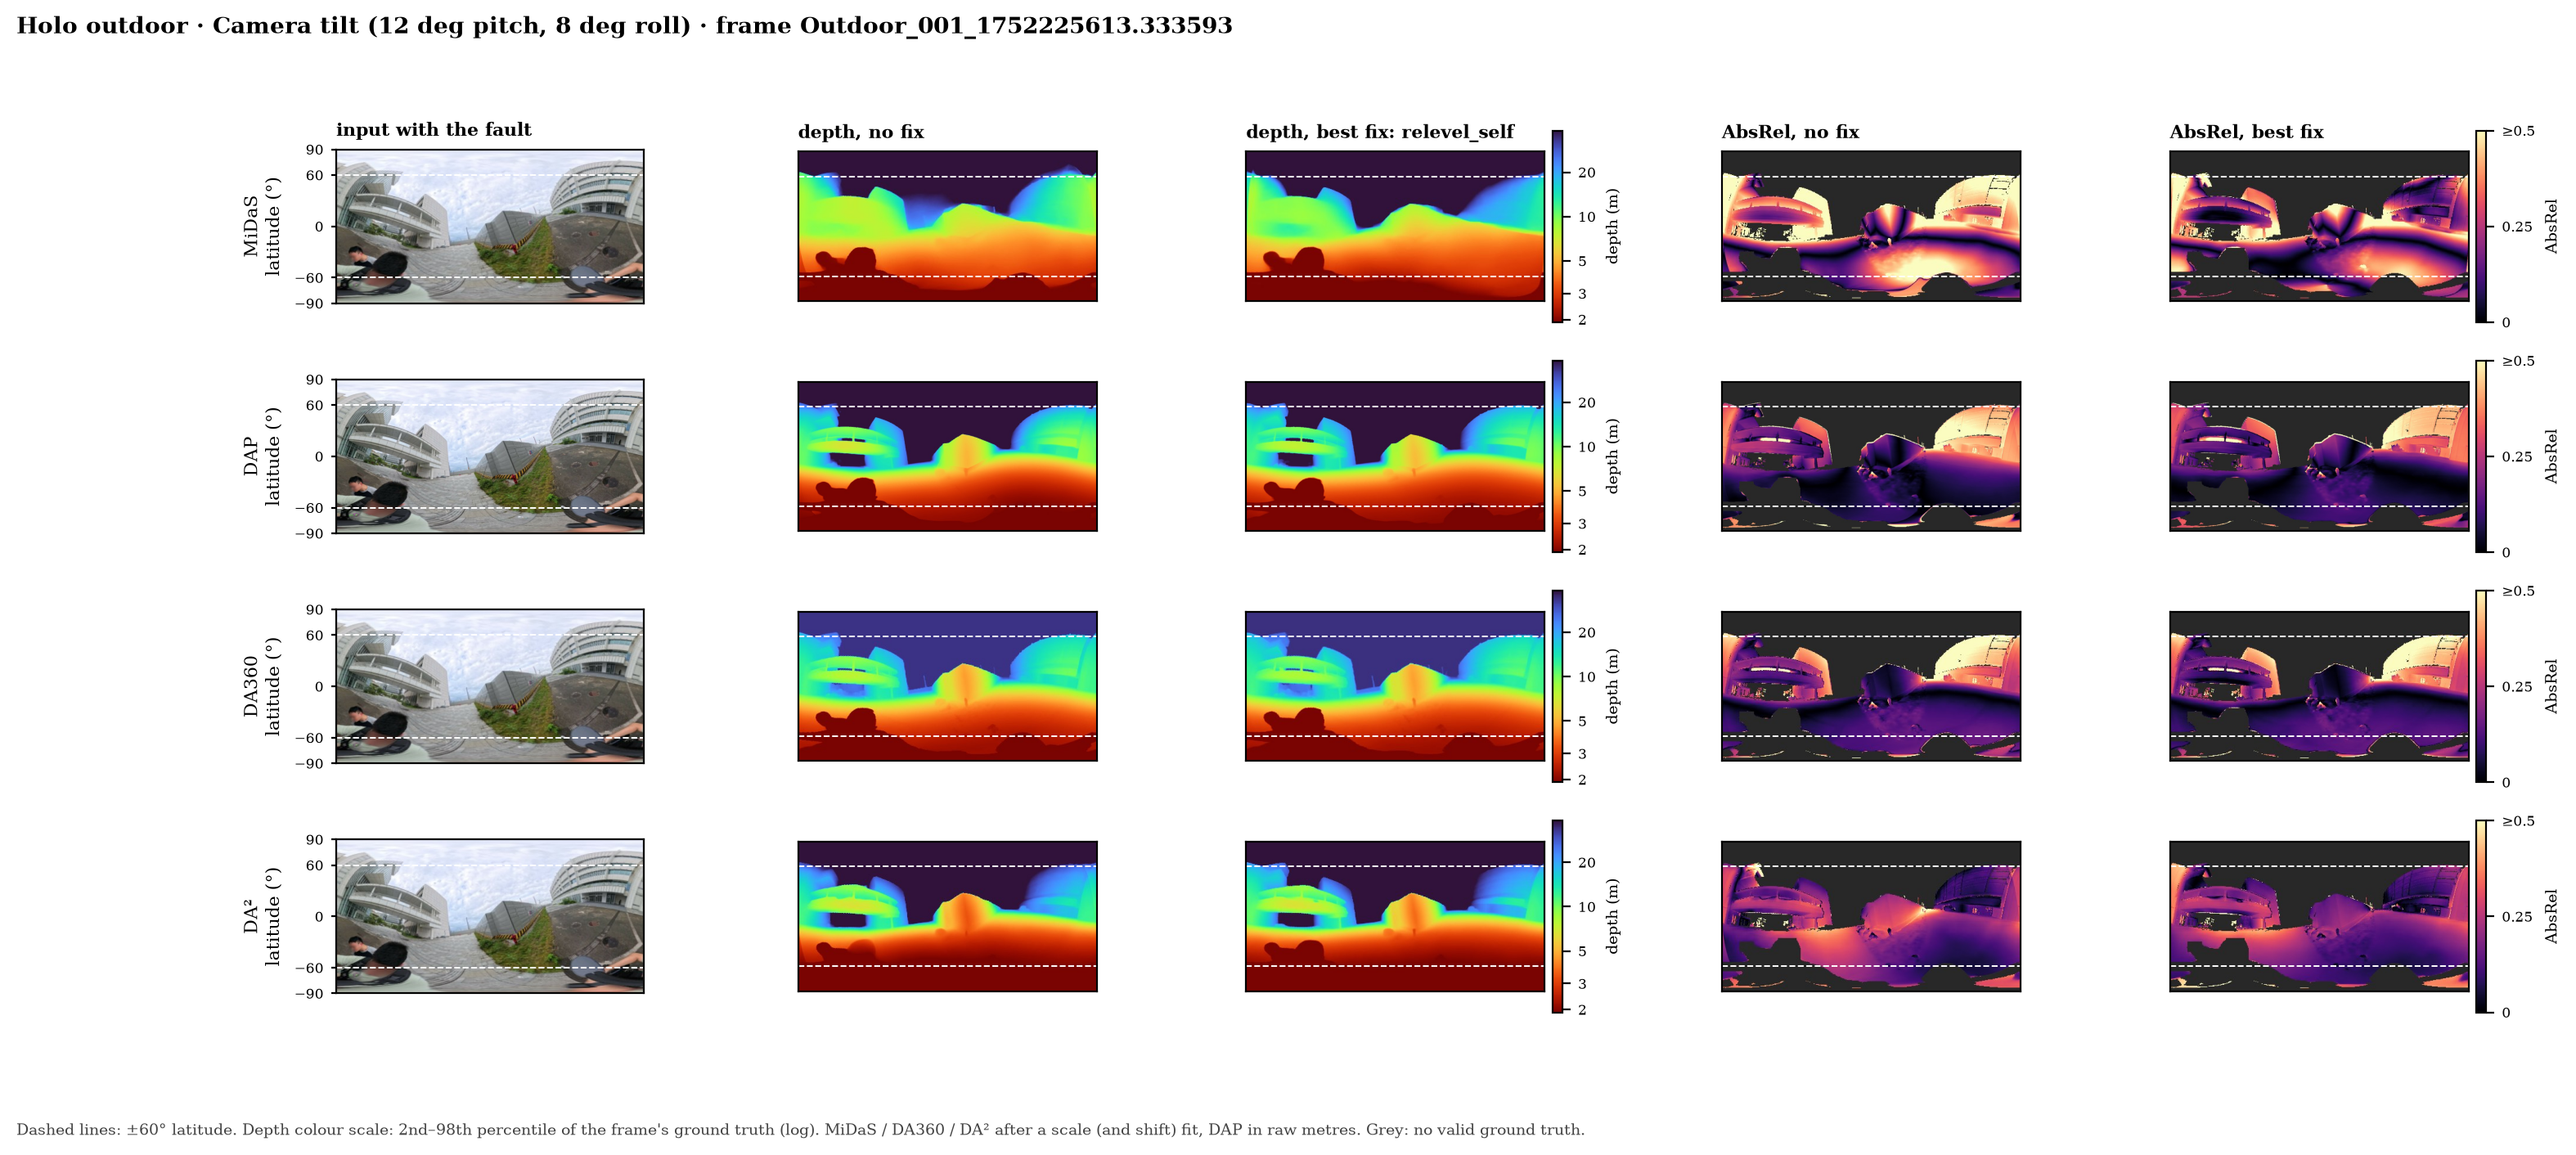 Holo outdoor · Camera tilt (12 deg pitch, 8 deg roll) · frame Outdoor_001_1752225613.333593
input with the fault
depth, no fix
depth, best fix: relevel_self
AbsRel, no fix
AbsRel, best fix
MiDaS
latitude (°)
90
60
0
−60
−90
20
10
5
3
2
depth (m)
≥0.5
0.25
0
AbsRel
DAP
latitude (°)
90
60
0
−60
−90
20
10
5
3
2
depth (m)
≥0.5
0.25
0
AbsRel
DA360
latitude (°)
90
60
0
−60
−90
20
10
5
3
2
depth (m)
≥0.5
0.25
0
AbsRel
DA²
latitude (°)
90
60
0
−60
−90
20
10
5
3
2
depth (m)
≥0.5
0.25
0
AbsRel
Dashed lines: ±60° latitude. Depth colour scale: 2nd–98th percentile of the frame's ground truth (log). MiDaS / DA360 / DA² after a scale (and shift) fit, DAP in raw metres. Grey: no valid ground truth.